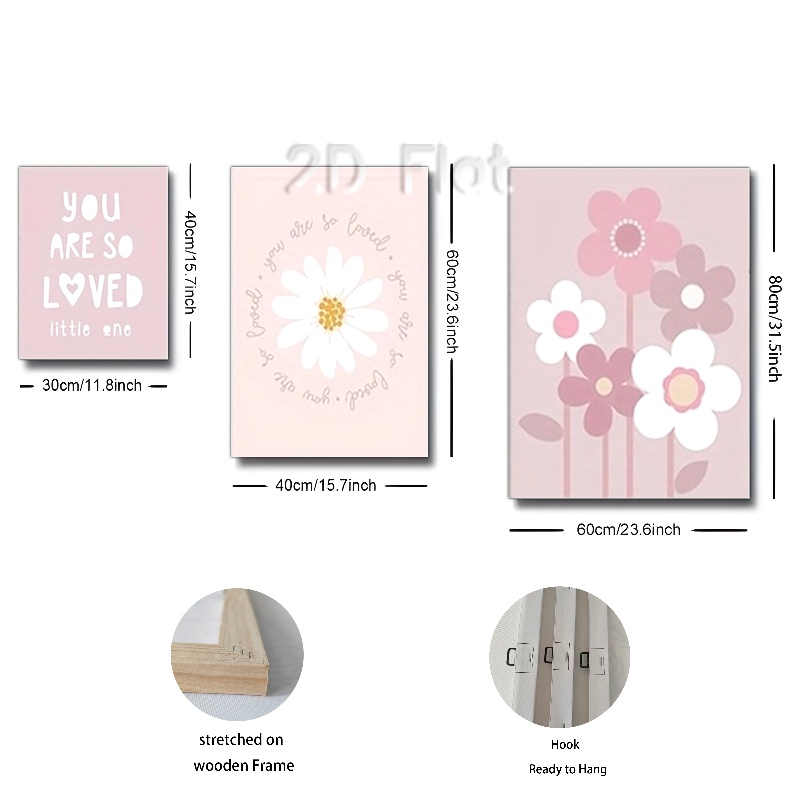 2D Flat
YOU
ARE SO
LOVED
little one
40cm/15.7inch
30cm/11.8inch
you are so loved • you are so loved • you are so loved •
60cm/23.6inch
40cm/15.7inch
80cm/31.5inch
60cm/23.6inch
stretched on
wooden Frame
Hook
Ready to Hang